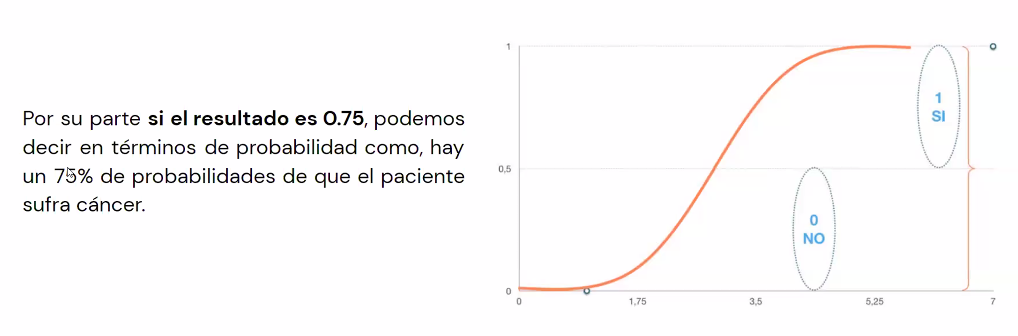 Por su parte si el resultado es 0.75, podemos
decir en términos de probabilidad como, hay
un 75% de probabilidades de que el paciente
sufra cáncer.
1
0,5
0
0
1,75
3,5
5,25
7
1
SI
0
NO